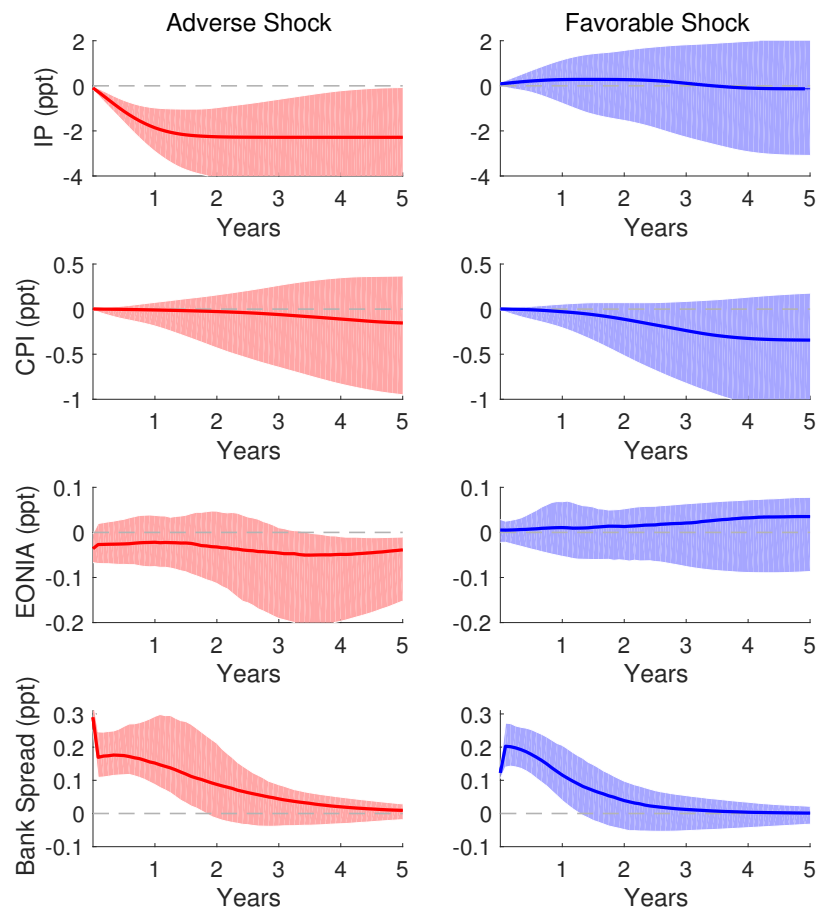 Adverse Shock
Favorable Shock
IP (ppt)
2
0
-2
-4
1 2 3 4 5
Years
2
0
-2
-4
1 2 3 4 5
Years
CPI (ppt)
0.5
0
-0.5
-1
1 2 3 4 5
Years
0.5
0
-0.5
-1
1 2 3 4 5
Years
EONIA (ppt)
0.1
0
-0.1
-0.2
1 2 3 4 5
Years
0.1
0
-0.1
-0.2
1 2 3 4 5
Years
Bank Spread (ppt)
0.3
0.2
0.1
0
-0.1
1 2 3 4 5
Years
0.3
0.2
0.1
0
-0.1
1 2 3 4 5
Years